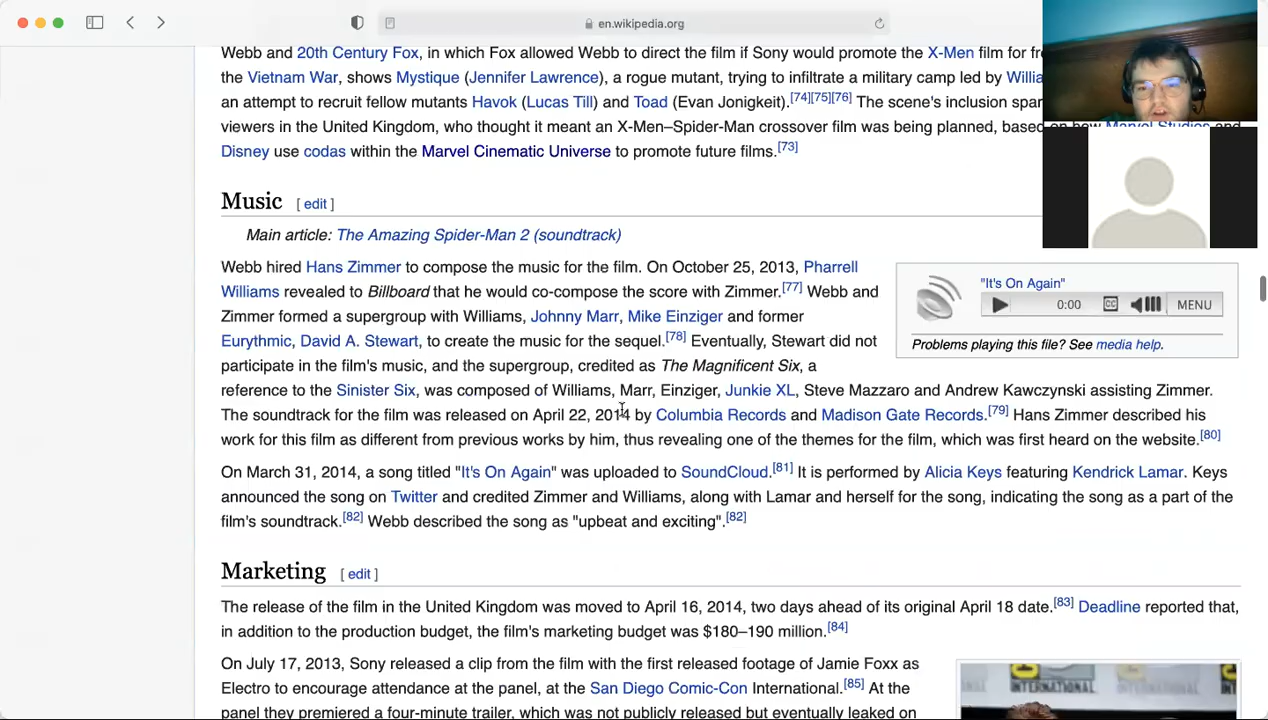 en.wikipedia.org
Webb and 20th Century Fox, in which Fox allowed Webb to direct the film if Sony would promote the X-Men film for
the Vietnam War, shows Mystique (Jennifer Lawrence), a rogue mutant, trying to infiltrate a military camp led by
an attempt to recruit fellow mutants Havok (Lucas Till) and Toad (Evan Jonigkeit).[74][75][76] The scene's inclusion
viewers in the United Kingdom, who thought it meant an X-Men–Spider-Man crossover film was being planned, based on how Marvel Studios and
Disney use codas within the Marvel Cinematic Universe to promote future films.[73]
Music [ edit ]
Main article: The Amazing Spider-Man 2 (soundtrack)
Webb hired Hans Zimmer to compose the music for the film. On October 25, 2013, Pharrell
Williams revealed to Billboard that he would co-compose the score with Zimmer.[77] Webb and
Zimmer formed a supergroup with Williams, Johnny Marr, Mike Einziger and former
Eurythmic, David A. Stewart, to create the music for the sequel.[78] Eventually, Stewart did not
participate in the film's music, and the supergroup, credited as The Magnificent Six, a
reference to the Sinister Six, was composed of Williams, Marr, Einziger, Junkie XL, Steve Mazzaro and Andrew Kawczynski assisting Zimmer.
The soundtrack for the film was released on April 22, 2014 by Columbia Records and Madison Gate Records.[79] Hans Zimmer described his
work for this film as different from previous works by him, thus revealing one of the themes for the film, which was first heard on the website.[80]
"It's On Again"
0:00 CC MENU
Problems playing this file? See media help.
On March 31, 2014, a song titled "It's On Again" was uploaded to SoundCloud.[81] It is performed by Alicia Keys featuring Kendrick Lamar. Keys
announced the song on Twitter and credited Zimmer and Williams, along with Lamar and herself for the song, indicating the song as a part of the
film's soundtrack.[82] Webb described the song as "upbeat and exciting".[82]
Marketing [ edit ]
The release of the film in the United Kingdom was moved to April 16, 2014, two days ahead of its original April 18 date.[83] Deadline reported that,
in addition to the production budget, the film's marketing budget was $180–190 million.[84]
On July 17, 2013, Sony released a clip from the film with the first released footage of Jamie Foxx as
Electro to encourage attendance at the panel, at the San Diego Comic-Con International.[85] At the
panel they premiered a four-minute trailer, which was not publicly released but eventually leaked on
INTERNATIONAL